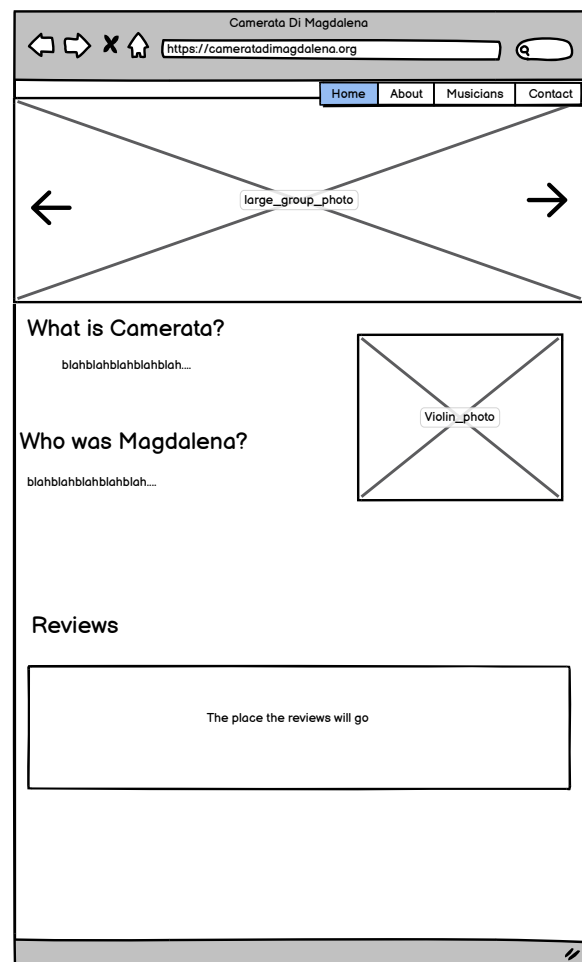 Camerata Di Magdalena
https://cameratadimagdalena.org
Home About Musicians Contact
large_group_photo
What is Camerata?
blahblahblahblahblah....
Violin_photo
Who was Magdalena?
blahblahblahblahblah....
Reviews
The place the reviews will go